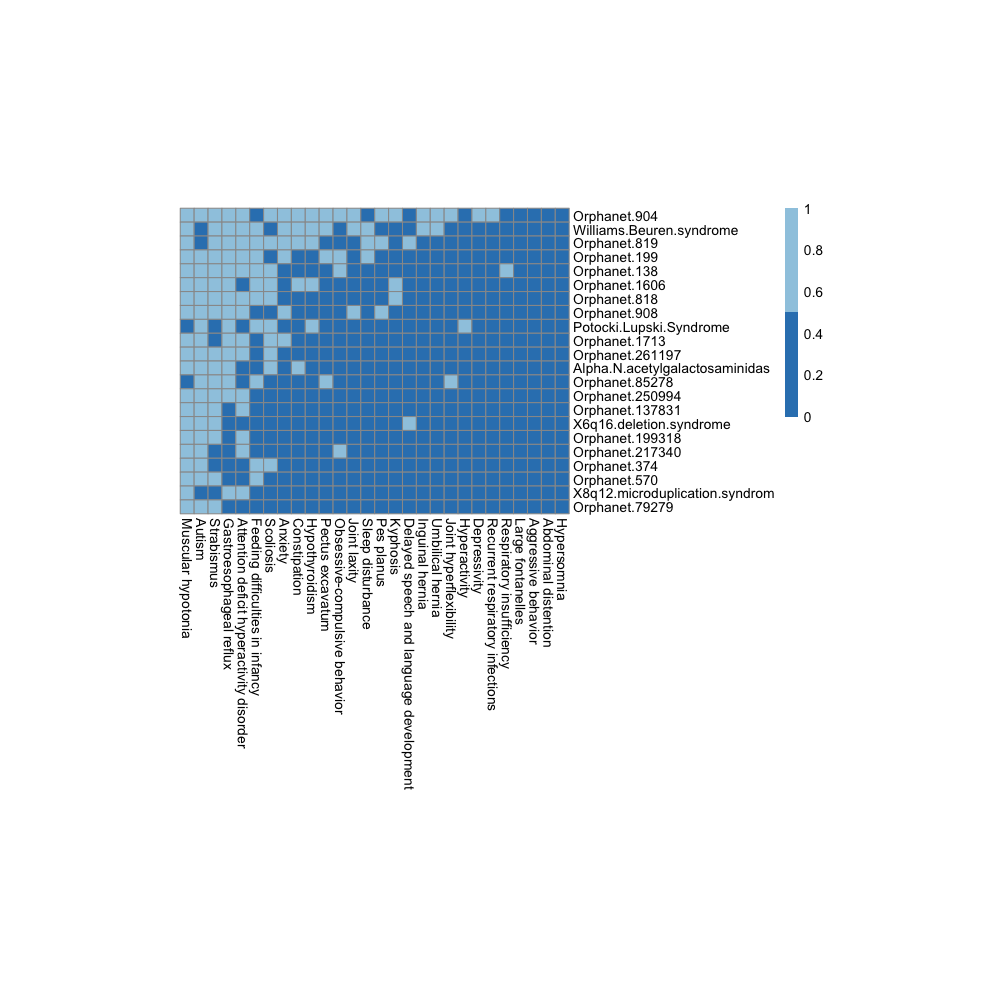 Orphanet.904
Williams.Beuren.syndrome
Orphanet.819
Orphanet.199
Orphanet.138
Orphanet.1606
Orphanet.818
Orphanet.908
Potocki.Lupski.Syndrome
Orphanet.1713
Orphanet.261197
Alpha.N.acetylgalactosaminidas
Orphanet.85278
Orphanet.250994
Orphanet.137831
X6q16.deletion.syndrome
Orphanet.199318
Orphanet.217340
Orphanet.374
Orphanet.570
X8q12.microduplication.syndrom
Orphanet.79279
1
0.8
0.6
0.4
0.2
0
Muscular hypotonia
Autism
Strabismus
Gastroesophageal reflux
Attention deficit hyperactivity disorder
Feeding difficulties in infancy
Scoliosis
Anxiety
Constipation
Hypothyroidism
Pectus excavatum
Obsessive-compulsive behavior
Joint laxity
Sleep disturbance
Pes planus
Kyphosis
Delayed speech and language development
Inguinal hernia
Umbilical hernia
Joint hyperflexibility
Hyperactivity
Depressivity
Recurrent respiratory infections
Respiratory insufficiency
Large fontanelles
Aggressive behavior
Abdominal distention
Hypersomnia